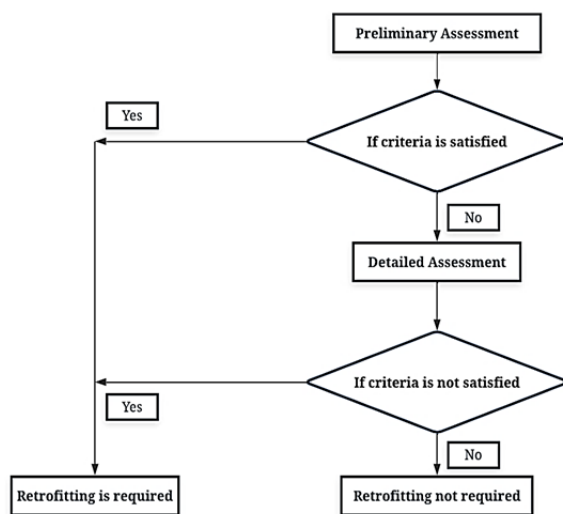 Preliminary Assessment
Yes
If criteria is satisfied
No
Detailed Assessment
If criteria is not satisfied
Yes
No
Retrofitting is required
Retrofitting not required